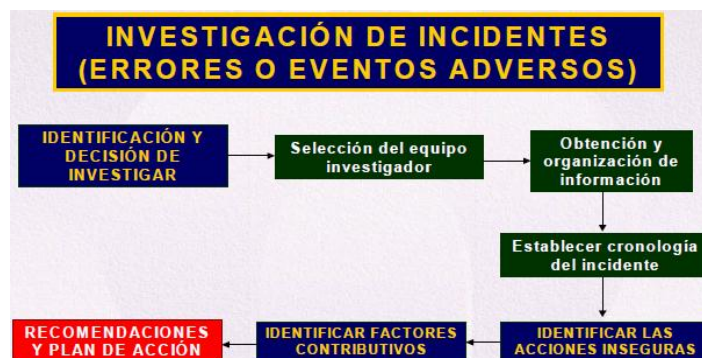 INVESTIGACIÓN DE INCIDENTES
(ERRORES O EVENTOS ADVERSOS)
IDENTIFICACIÓN Y
DECISIÓN DE
INVESTIGAR
Selección del equipo
investigador
Obtención y
organización de
información
Establecer cronología
del incidente
IDENTIFICAR LAS
ACCIONES INSEGURAS
IDENTIFICAR FACTORES
CONTRIBUTIVOS
RECOMENDACIONES
Y PLAN DE ACCIÓN